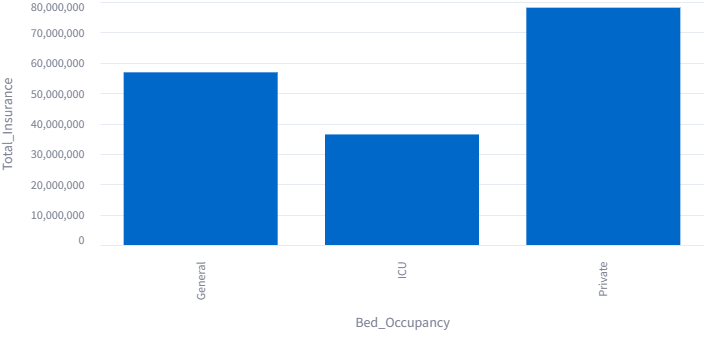 Total_Insurance
80,000,000
70,000,000
60,000,000
50,000,000
40,000,000
30,000,000
20,000,000
10,000,000
0
General
ICU
Private
Bed_Occupancy